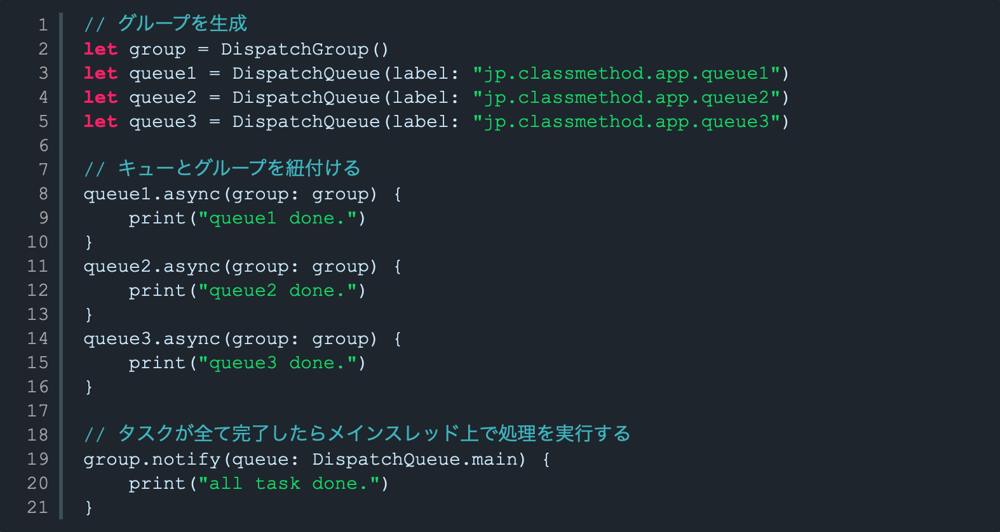 1 // グループを生成
2 let group = DispatchGroup()
3 let queue1 = DispatchQueue(label: "jp.classmethod.app.queue1")
4 let queue2 = DispatchQueue(label: "jp.classmethod.app.queue2")
5 let queue3 = DispatchQueue(label: "jp.classmethod.app.queue3")
6
7 // キューとグループを紐付ける
8 queue1.async(group: group) {
9     print("queue1 done.")
10 }
11 queue2.async(group: group) {
12     print("queue2 done.")
13 }
14 queue3.async(group: group) {
15     print("queue3 done.")
16 }
17
18 // タスクが全て完了したらメインスレッド上で処理を実行する
19 group.notify(queue: DispatchQueue.main) {
20     print("all task done.")
21 }